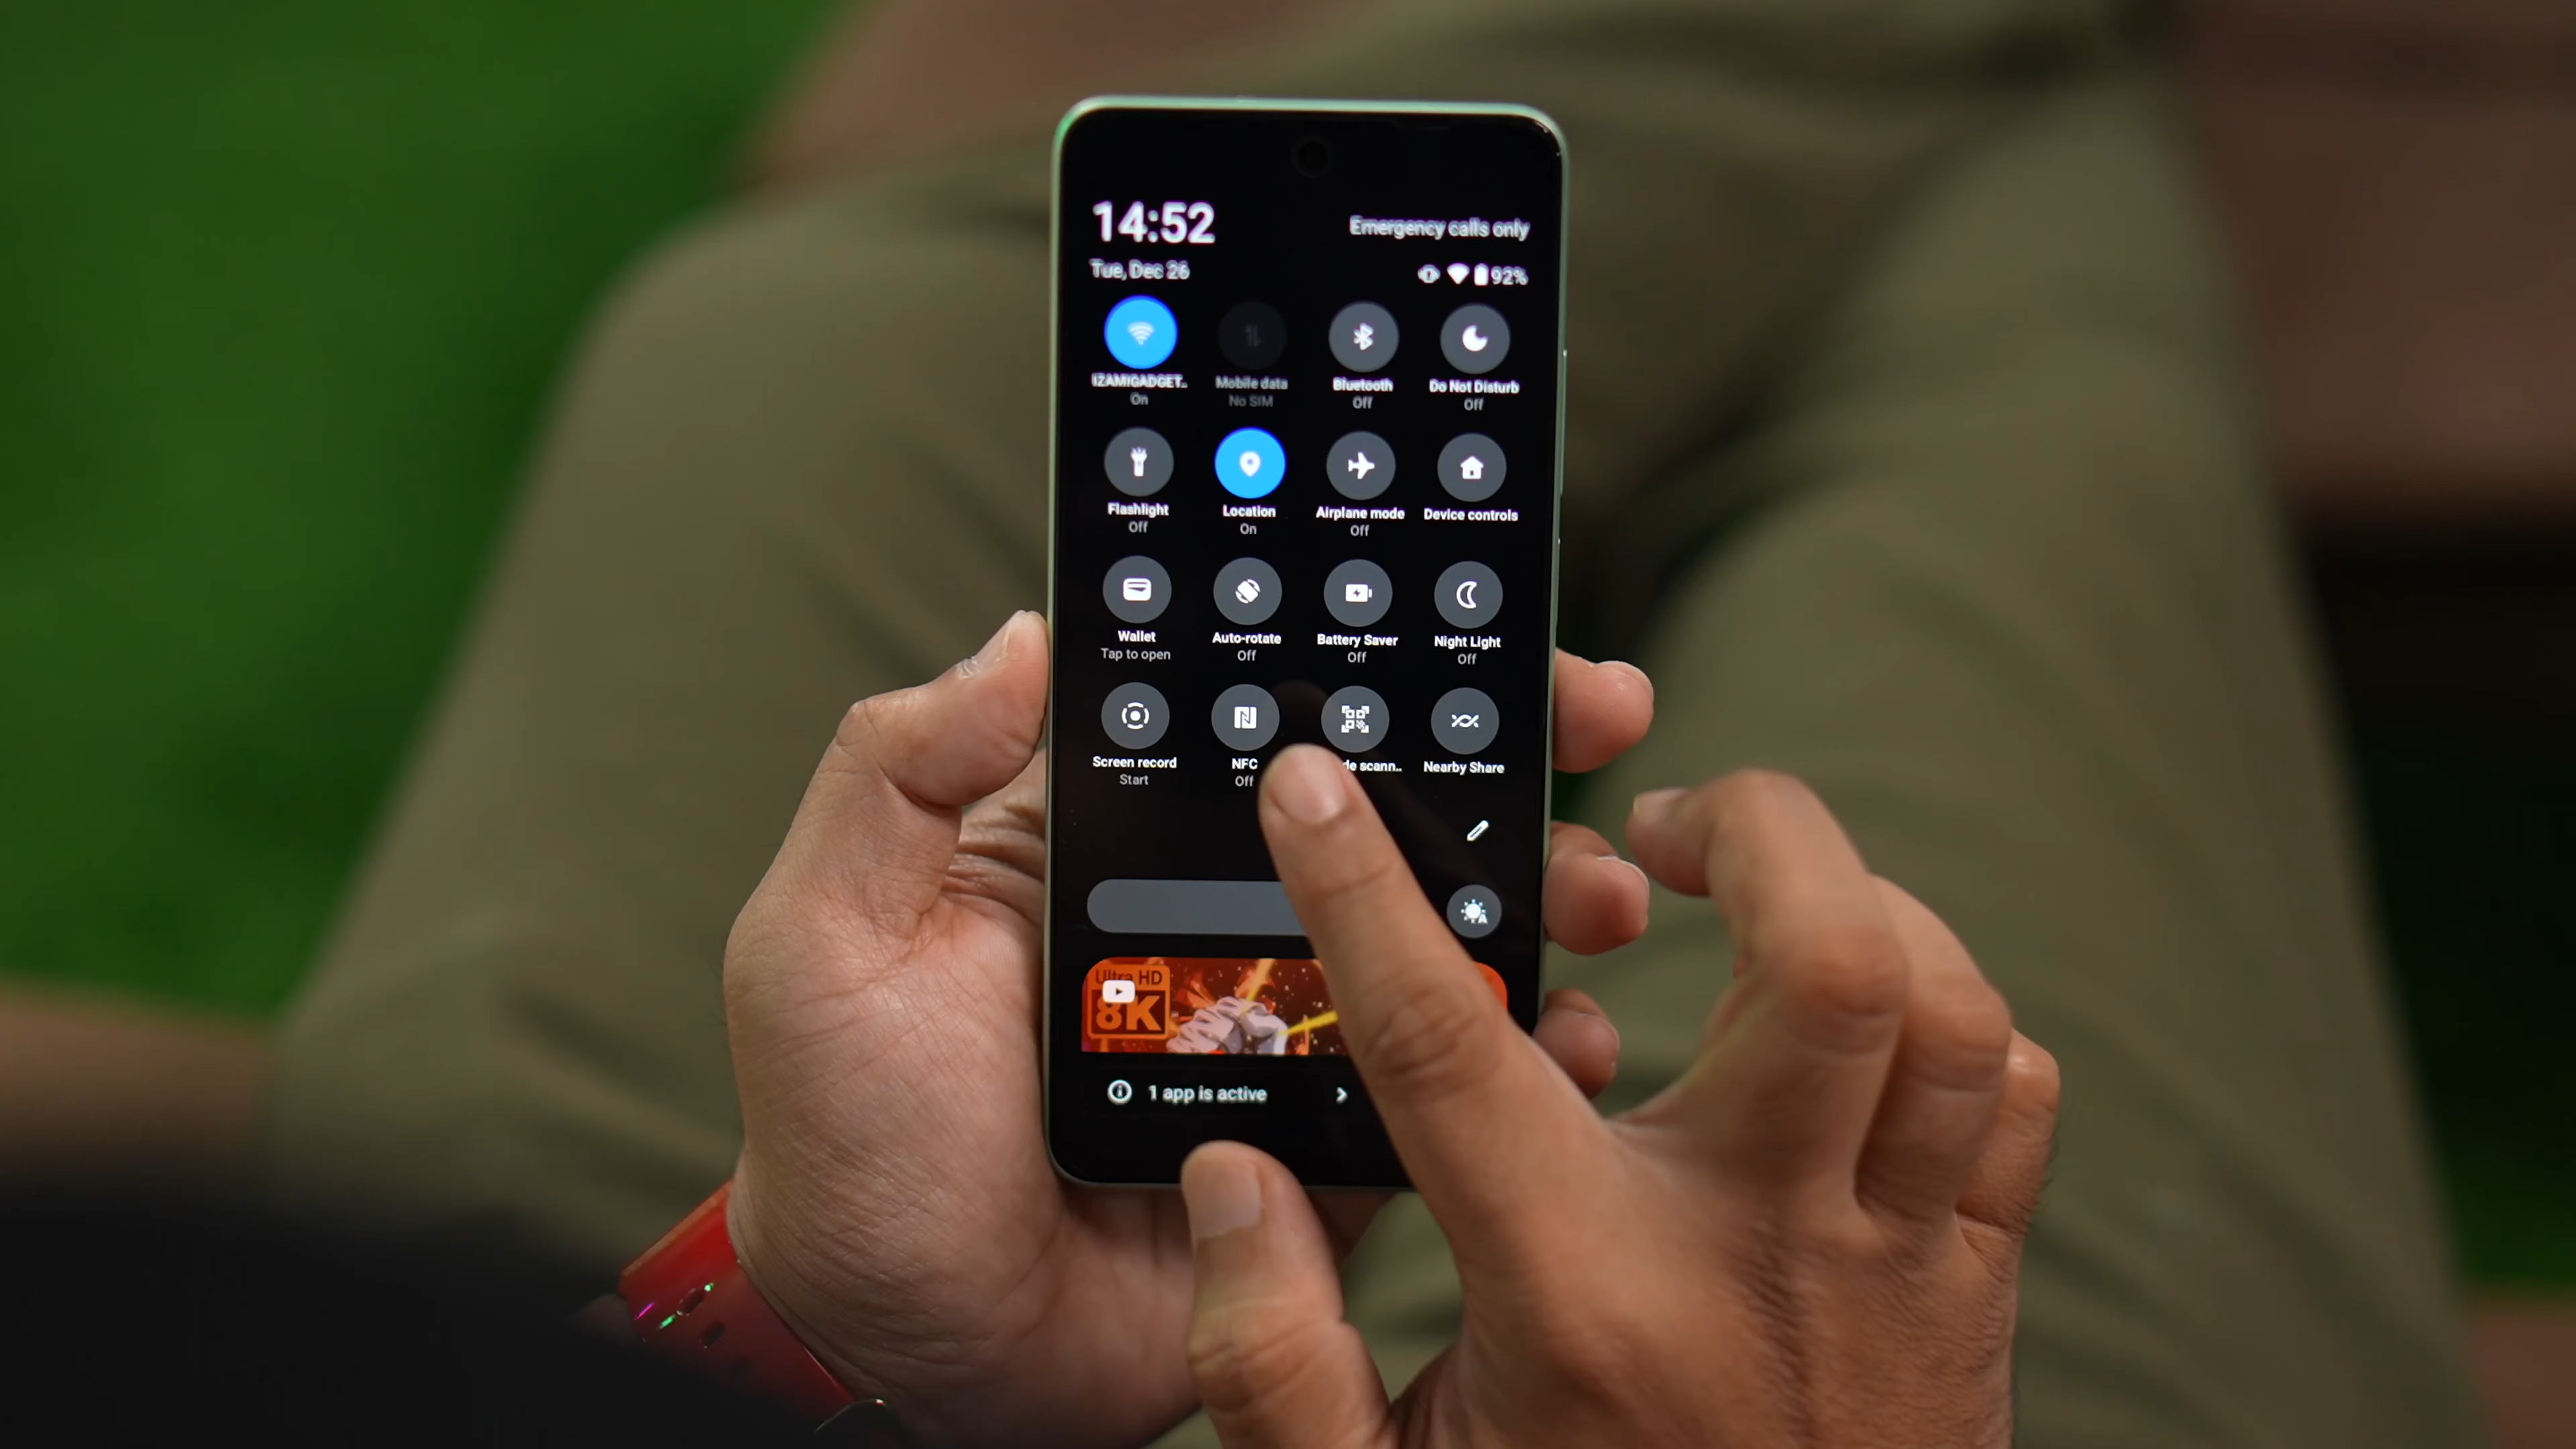 14:52
Emergency calls only
Tue, Dec 26
92%
IZAMIGADGET..
On
Mobile data
No SIM
Bluetooth
Off
Do Not Disturb
Off
Flashlight
Off
Location
On
Airplane mode
Off
Device controls
Wallet
Tap to open
Auto-rotate
Off
Battery Saver
Off
Night Light
Off
Screen record
Start
NFC
Off
de scann..
Nearby Share
Ultra HD
8K
1 app is active